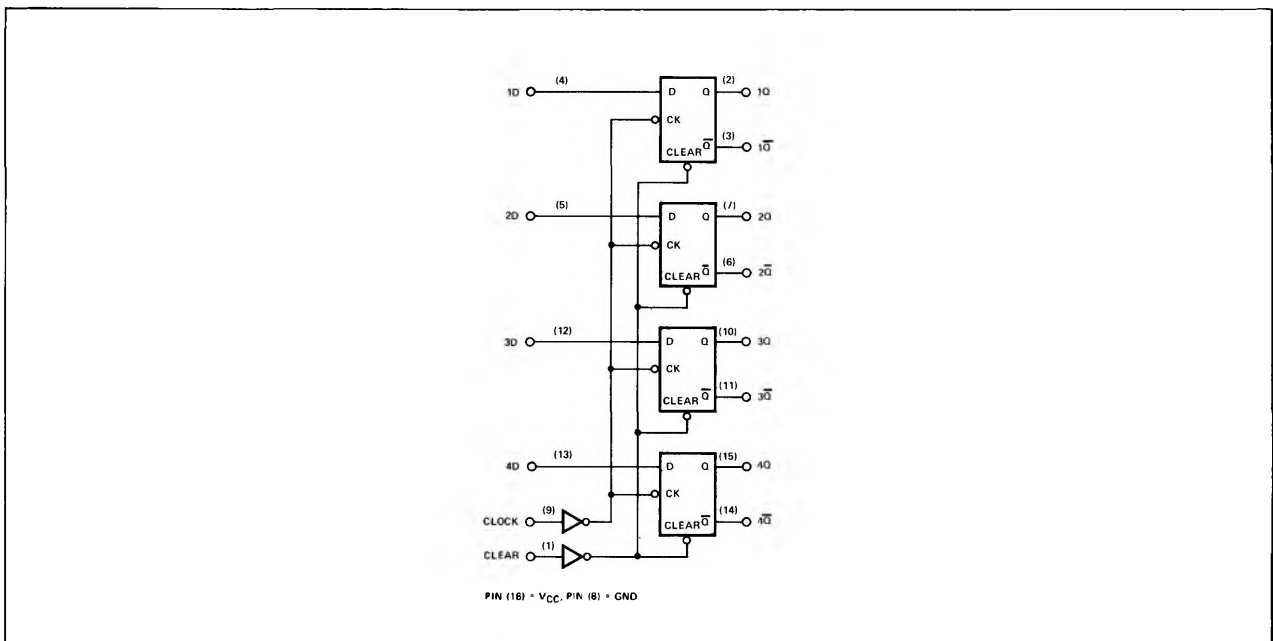 1D (4) D Q (2) 1Q
CK
CLEAR Q̅ (3) 1Q̅
2D (5) D Q (7) 2Q
CK
CLEAR Q̅ (6) 2Q̅
3D (12) D Q (10) 3Q
CK
CLEAR Q̅ (11) 3Q̅
4D (13) D Q (15) 4Q
CK
CLOCK (9) CLEAR Q̅ (14) 4Q̅
CLEAR (1)
PIN (16) = VCC, PIN (8) = GND